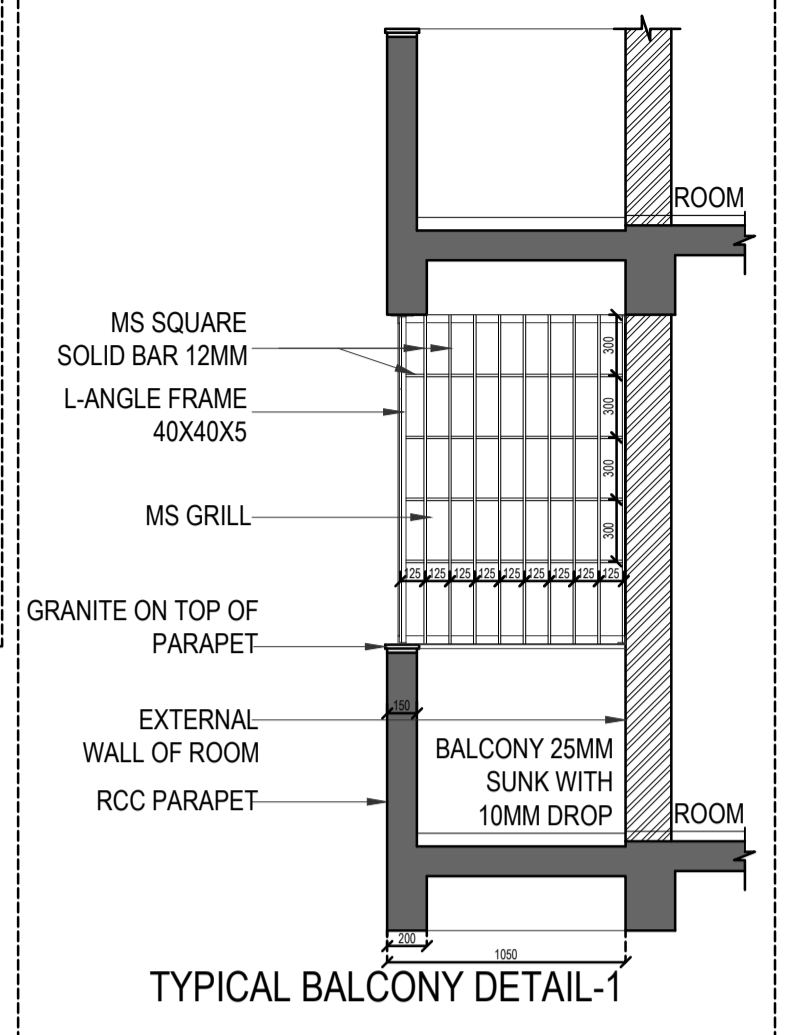 ROOM
MS SQUARE
SOLID BAR 12MM
L-ANGLE FRAME
40X40X5
MS GRILL
300
300
300
300
125 125 125 125 125 125 125 125 125
GRANITE ON TOP OF
PARAPET
150
EXTERNAL
WALL OF ROOM
RCC PARAPET
BALCONY 25MM
SUNK WITH
10MM DROP
ROOM
200
1050
TYPICAL BALCONY DETAIL-1